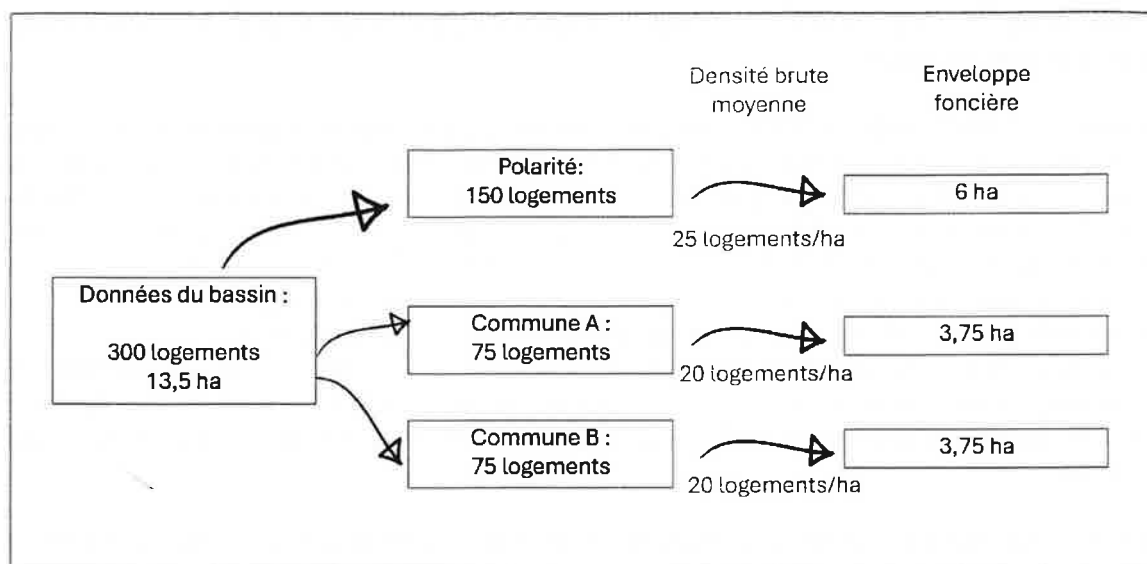 Densité brute
moyenne
Enveloppe
foncière
Polarité:
150 logements
25 logements/ha
6 ha
Données du bassin :
300 logements
13,5 ha
Commune A :
75 logements
20 logements/ha
3,75 ha
Commune B :
75 logements
20 logements/ha
3,75 ha